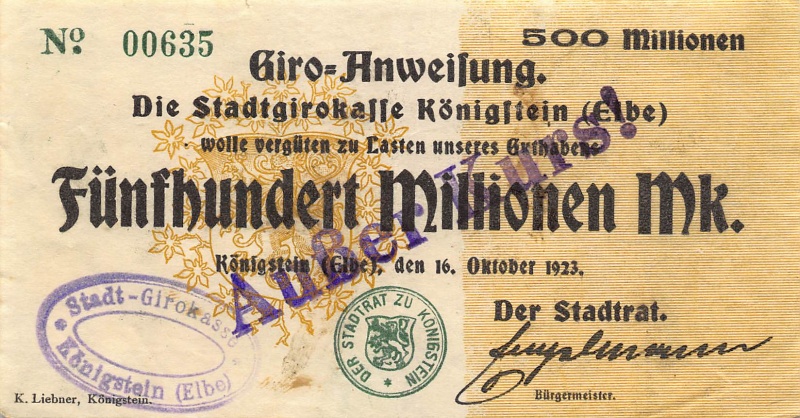 Nº 00635
500 Millionen
Giro=Anweiſung.
Die Stadtgirokaſſe Königſtein (Elbe)
wolle vergüten zu Laſten unſeres Guthabens
Fünfhundert Millionen Mk.
Königſtein (Elbe), den 16. Oktober 1923.
Außer Kurs!
Der Stadtrat.
Stadt-Girokasse
* Königstein (Elbe) *
DER STADTRAT ZU KÖNIGSTEIN *
Bürgermeiſter.
K. Liebner, Königstein.